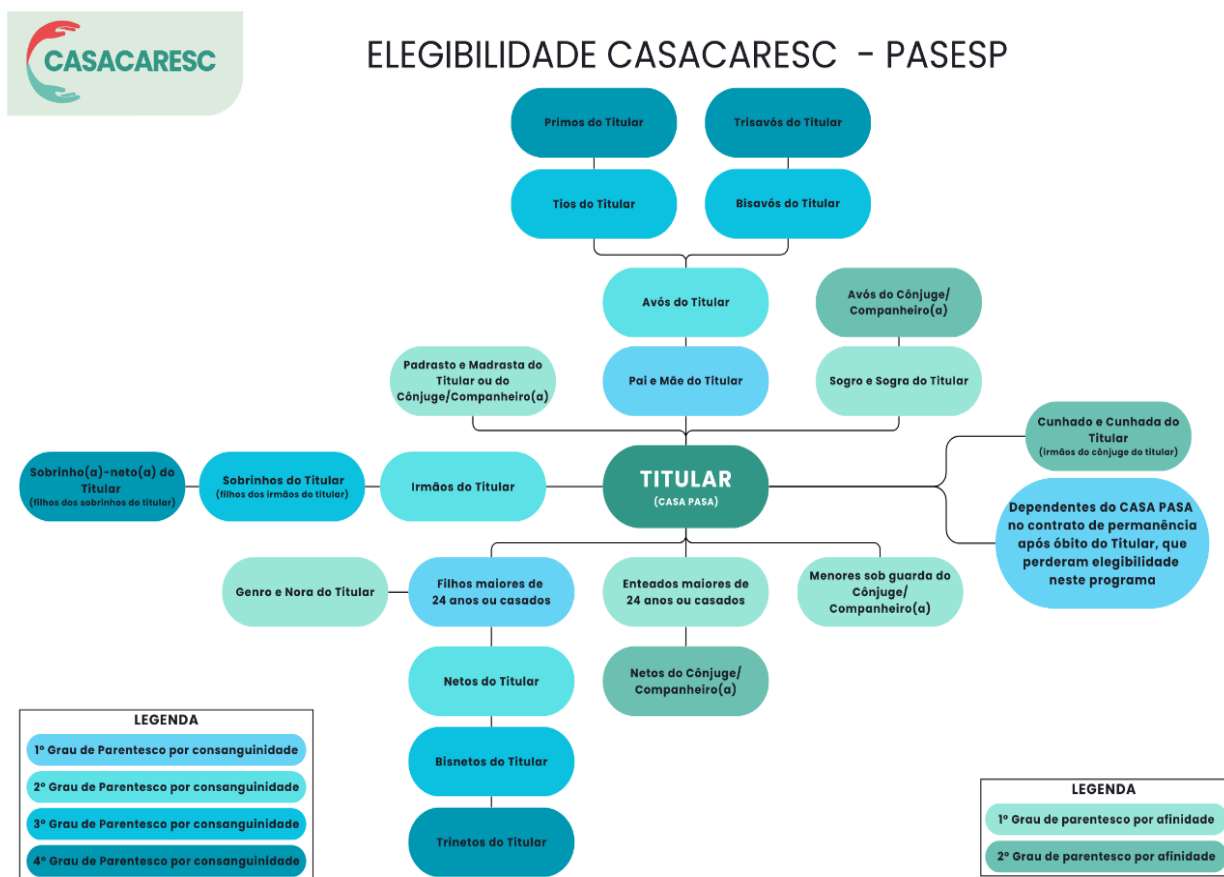 CASACARESC
ELEGIBILIDADE CASACARESC - PASESP
Primos do Titular
Trisavós do Titular
Tios do Titular
Bisavós do Titular
Avós do Titular
Avós do Cônjuge/
Companheiro(a)
Padrasto e Madrasta do
Titular ou do
Cônjuge/Companheiro(a)
Pai e Mãe do Titular
Sogro e Sogra do Titular
Cunhado e Cunhada do
Titular
(irmãos do cônjuge do titular)
Sobrinho(a)-neto(a) do
Titular
(filhos dos sobrinhos do titular)
Sobrinhos do Titular
(filhos dos irmãos do titular)
Irmãos do Titular
TITULAR
(CASA PASA)
Dependentes do CASA PASA
no contrato de permanência
após óbito do Titular, que
perderam elegibilidade
neste programa
Genro e Nora do Titular
Filhos maiores de
24 anos ou casados
Enteados maiores de
24 anos ou casados
Menores sob guarda do
Cônjuge/
Companheiro(a)
Netos do Titular
Netos do Cônjuge/
Companheiro(a)
Bisnetos do Titular
Trinetos do Titular
LEGENDA
1º Grau de Parentesco por consanguinidade
2º Grau de Parentesco por consanguinidade
3º Grau de Parentesco por consanguinidade
4º Grau de Parentesco por consanguinidade
LEGENDA
1º Grau de parentesco por afinidade
2º Grau de parentesco por afinidade